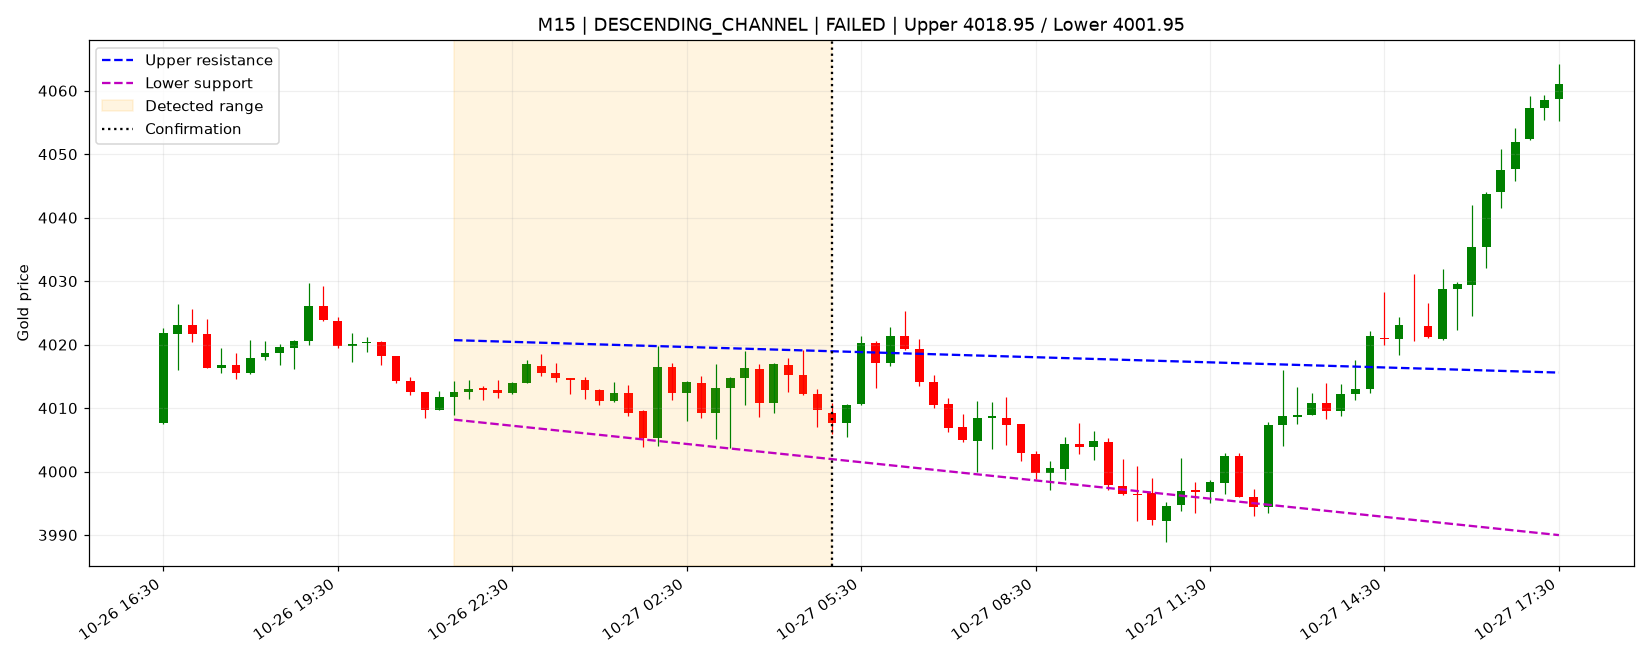 M15 | DESCENDING_CHANNEL | FAILED | Upper 4018.95 / Lower 4001.95
Upper resistance
Lower support
Detected range
Confirmation
Gold price
4060
4050
4040
4030
4020
4010
4000
3990
10-26 16:30
10-26 19:30
10-26 22:30
10-27 02:30
10-27 05:30
10-27 08:30
10-27 11:30
10-27 14:30
10-27 17:30